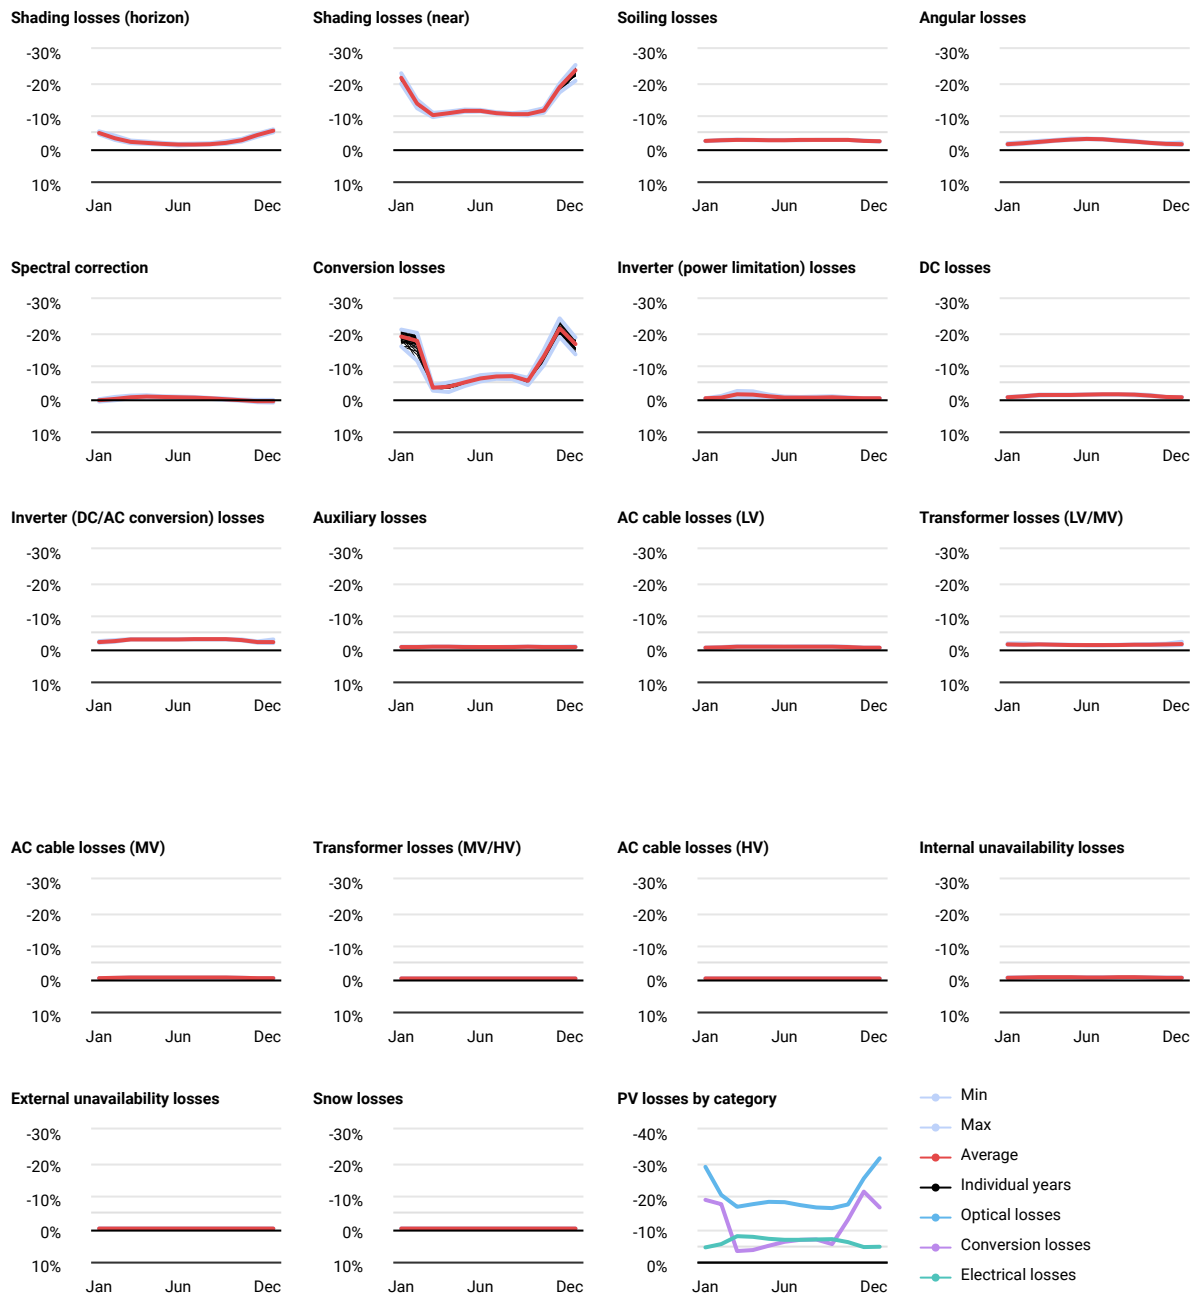 Shading losses (horizon)
-30%
-20%
-10%
0%
10%
Jan Jun Dec
Shading losses (near)
-30%
-20%
-10%
0%
10%
Jan Jun Dec
Soiling losses
-30%
-20%
-10%
0%
10%
Jan Jun Dec
Angular losses
-30%
-20%
-10%
0%
10%
Jan Jun Dec
Spectral correction
-30%
-20%
-10%
0%
10%
Jan Jun Dec
Conversion losses
-30%
-20%
-10%
0%
10%
Jan Jun Dec
Inverter (power limitation) losses
-30%
-20%
-10%
0%
10%
Jan Jun Dec
DC losses
-30%
-20%
-10%
0%
10%
Jan Jun Dec
Inverter (DC/AC conversion) losses
-30%
-20%
-10%
0%
10%
Jan Jun Dec
Auxiliary losses
-30%
-20%
-10%
0%
10%
Jan Jun Dec
AC cable losses (LV)
-30%
-20%
-10%
0%
10%
Jan Jun Dec
Transformer losses (LV/MV)
-30%
-20%
-10%
0%
10%
Jan Jun Dec
AC cable losses (MV)
-30%
-20%
-10%
0%
10%
Jan Jun Dec
Transformer losses (MV/HV)
-30%
-20%
-10%
0%
10%
Jan Jun Dec
AC cable losses (HV)
-30%
-20%
-10%
0%
10%
Jan Jun Dec
Internal unavailability losses
-30%
-20%
-10%
0%
10%
Jan Jun Dec
External unavailability losses
-30%
-20%
-10%
0%
10%
Jan Jun Dec
Snow losses
-30%
-20%
-10%
0%
10%
Jan Jun Dec
PV losses by category
-40%
-30%
-20%
-10%
0%
Jan Jun Dec
Min
Max
Average
Individual years
Optical losses
Conversion losses
Electrical losses